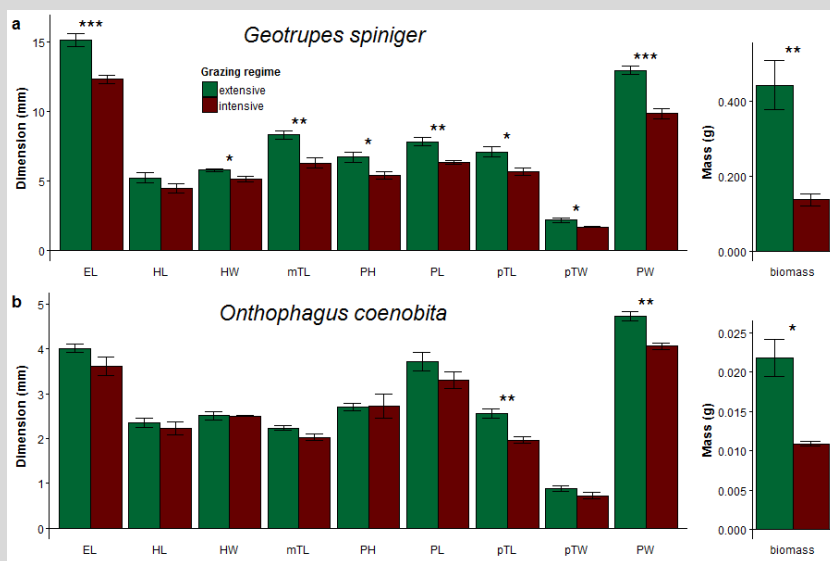 a
Geotrupes spiniger
Grazing regime
extensive
intensive
Dimension (mm)
15
10
5
0
*** * ** * ** * * ***
EL HL HW mTL PH PL pTL pTW PW
Mass (g)
0.400
0.200
0.000
**
biomass
b
Onthophagus coenobita
Dimension (mm)
5
4
3
2
1
0
** **
EL HL HW mTL PH PL pTL pTW PW
Mass (g)
0.025
0.020
0.015
0.010
0.005
0.000
*
biomass